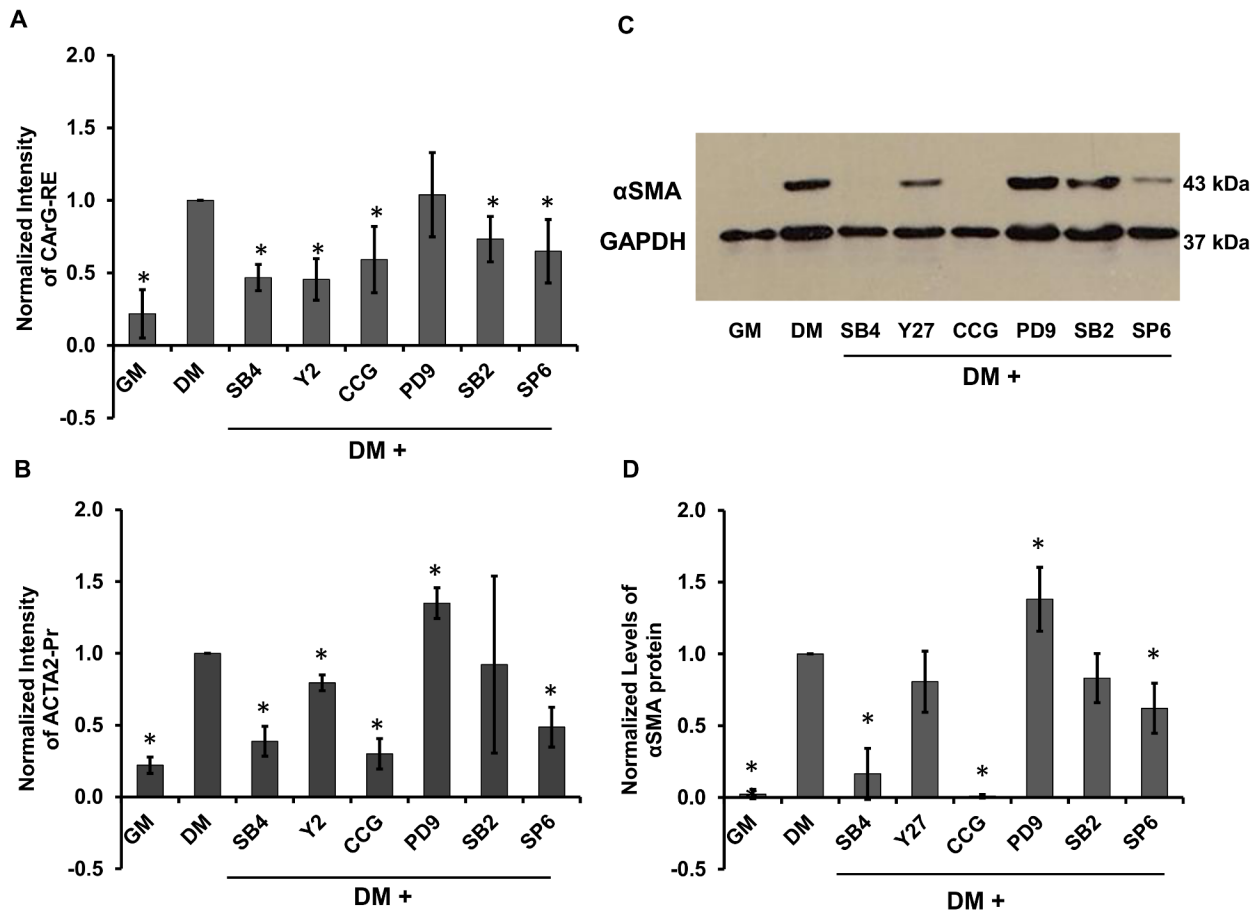 A
2.0
1.5
1.0
0.5
0.0
-0.5
Normalized Intensity
of CArG-RE
*
*
*
*
*
*
GM
DM
SB4
Y2
CCG
PD9
SB2
SP6
DM +
C
αSMA
GAPDH
43 kDa
37 kDa
GM DM SB4 Y27 CCG PD9 SB2 SP6
DM +
B
2.0
1.5
1.0
0.5
0.0
-0.5
Normalized Intensity
of ACTA2-Pr
*
*
*
*
*
*
GM
DM
SB4
Y2
CCG
PD9
SB2
SP6
DM +
D
2.0
1.5
1.0
0.5
0.0
-0.5
Normalized Levels of
αSMA protein
*
*
*
*
*
GM
DM
SB4
Y27
CCG
PD9
SB2
SP6
DM +